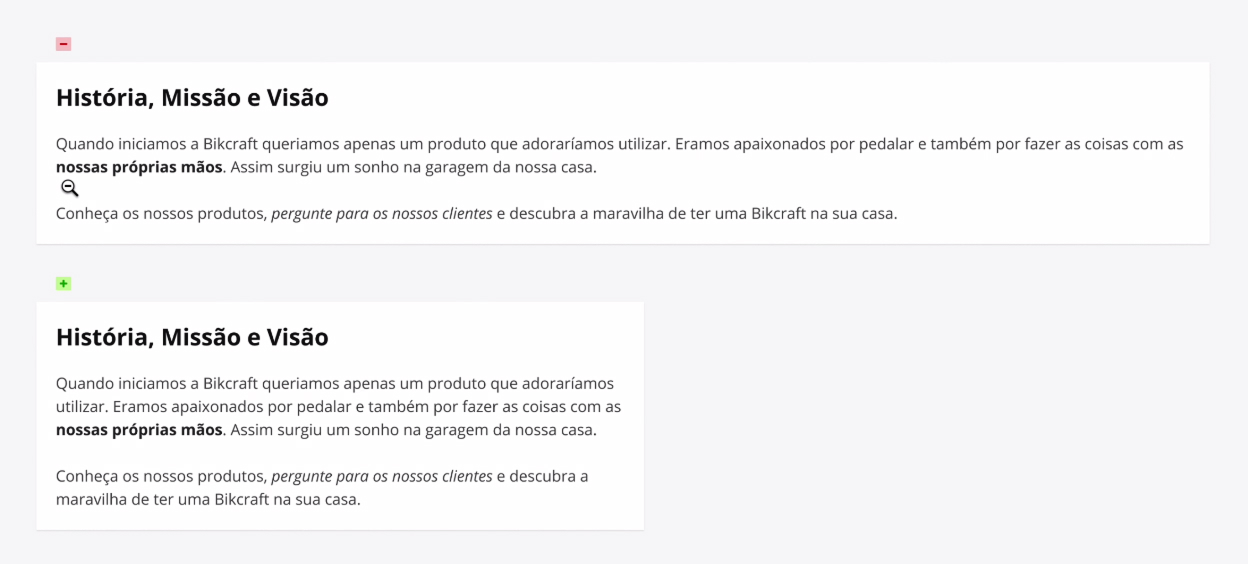 -
História, Missão e Visão
Quando iniciamos a Bikcraft queriamos apenas um produto que adoraríamos utilizar. Eramos apaixonados por pedalar e também por fazer as coisas com as
nossas próprias mãos. Assim surgiu um sonho na garagem da nossa casa.
Conheça os nossos produtos, pergunte para os nossos clientes e descubra a maravilha de ter uma Bikcraft na sua casa.
+
História, Missão e Visão
Quando iniciamos a Bikcraft queriamos apenas um produto que adoraríamos
utilizar. Eramos apaixonados por pedalar e também por fazer as coisas com as
nossas próprias mãos. Assim surgiu um sonho na garagem da nossa casa.
Conheça os nossos produtos, pergunte para os nossos clientes e descubra a
maravilha de ter uma Bikcraft na sua casa.